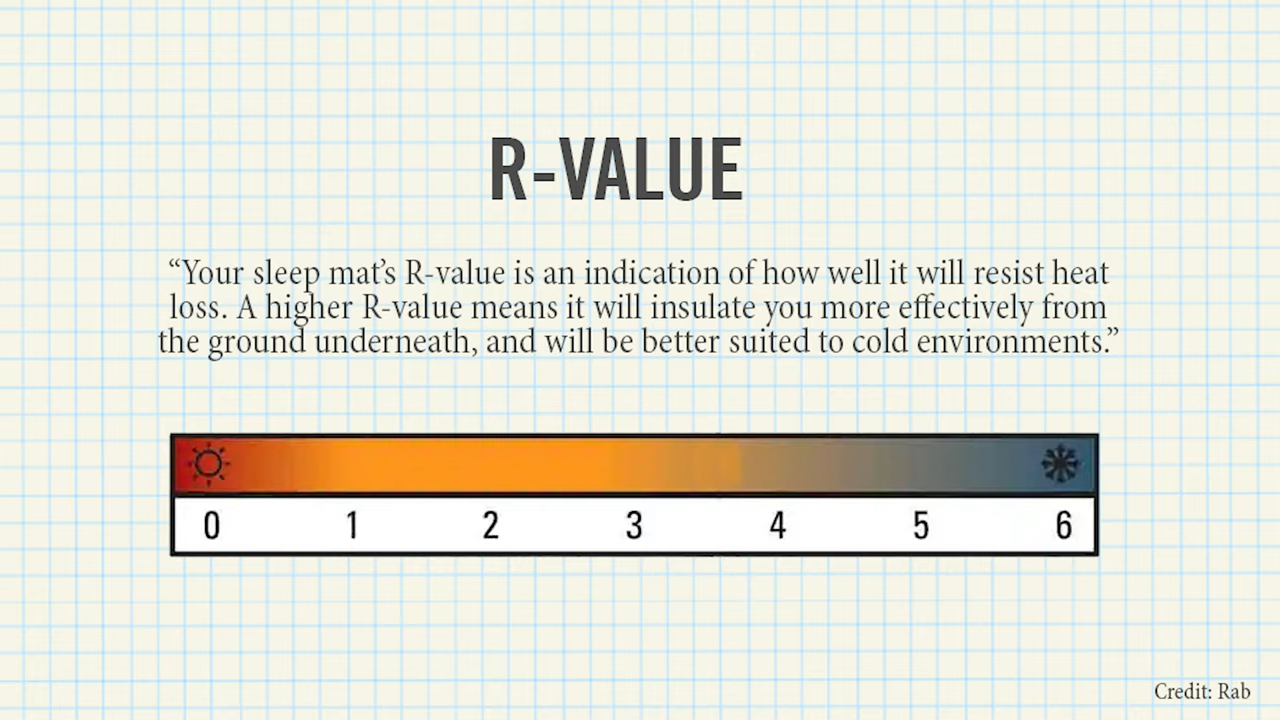 R-VALUE
“Your sleep mat’s R-value is an indication of how well it will resist heat
loss. A higher R-value means it will insulate you more effectively from
the ground underneath, and will be better suited to cold environments.”
0 1 2 3 4 5 6
Credit: Rab